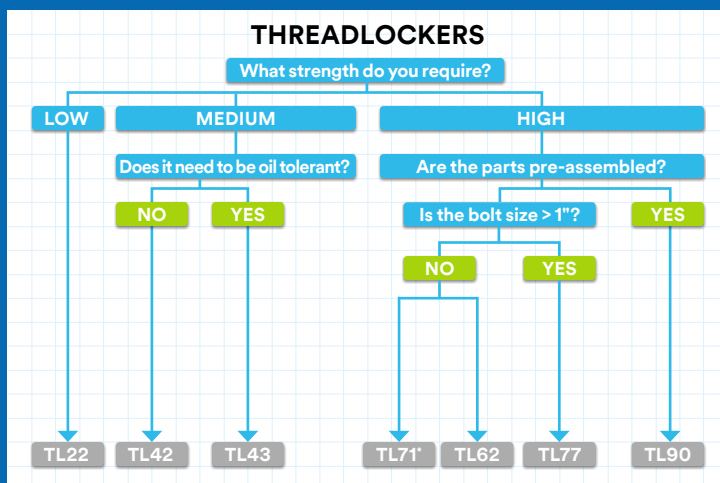 THREADLOCKERS
What strength do you require?
LOW
MEDIUM
HIGH
Does it need to be oil tolerant?
Are the parts pre-assembled?
NO
YES
Is the bolt size > 1"?
YES
NO
YES
TL22
TL42
TL43
TL71*
TL62
TL77
TL90